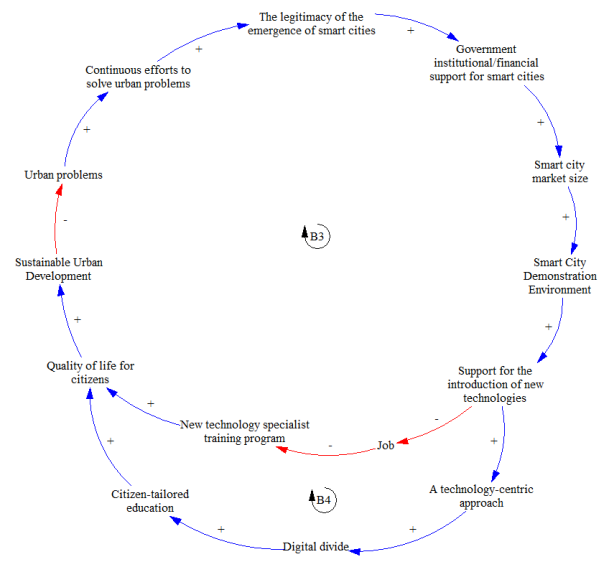 The legitimacy of the
emergence of smart cities
+
+
Government
institutional/financial
support for smart cities
Continuous efforts to
solve urban problems
+
+
Urban problems
Smart city
market size
-
+
B3
Sustainable Urban
Development
Smart City
Demonstration
Environment
+
+
Quality of life for
citizens
Support for the
introduction of new
technologies
+
-
New technology specialist
training program
-
Job
+
+
Citizen-tailored
education
B4
A technology-centric
approach
+
+
Digital divide